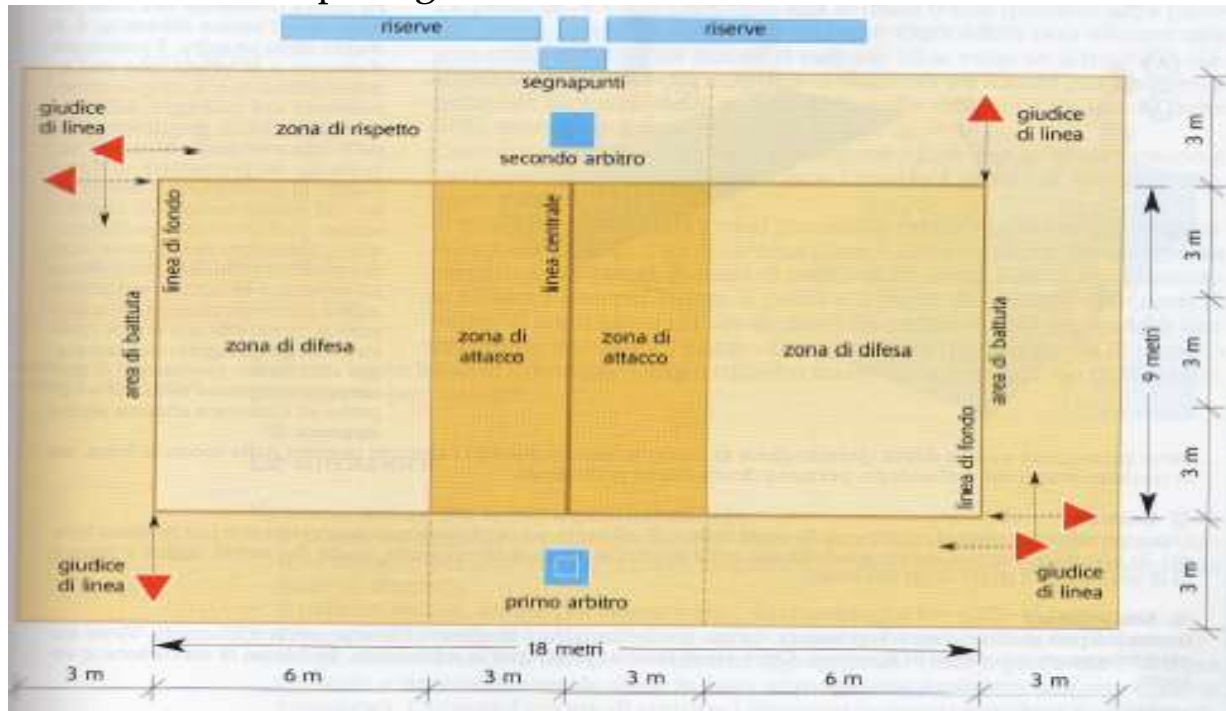 riserve
riserve
segnapunti
giudice
di linea
zona di rispetto
secondo arbitro
giudice
di linea
3 m
linea di fondo
area di battuta
zona di difesa
linea centrale
zona di
attacco
zona di
attacco
zona di difesa
area di battuta
linea di fondo
9 metri
3 m
3 m
3 m
3 m
giudice
di linea
primo arbitro
giudice
di linea
18 metri
3 m
6 m
3 m
3 m
6 m
3 m